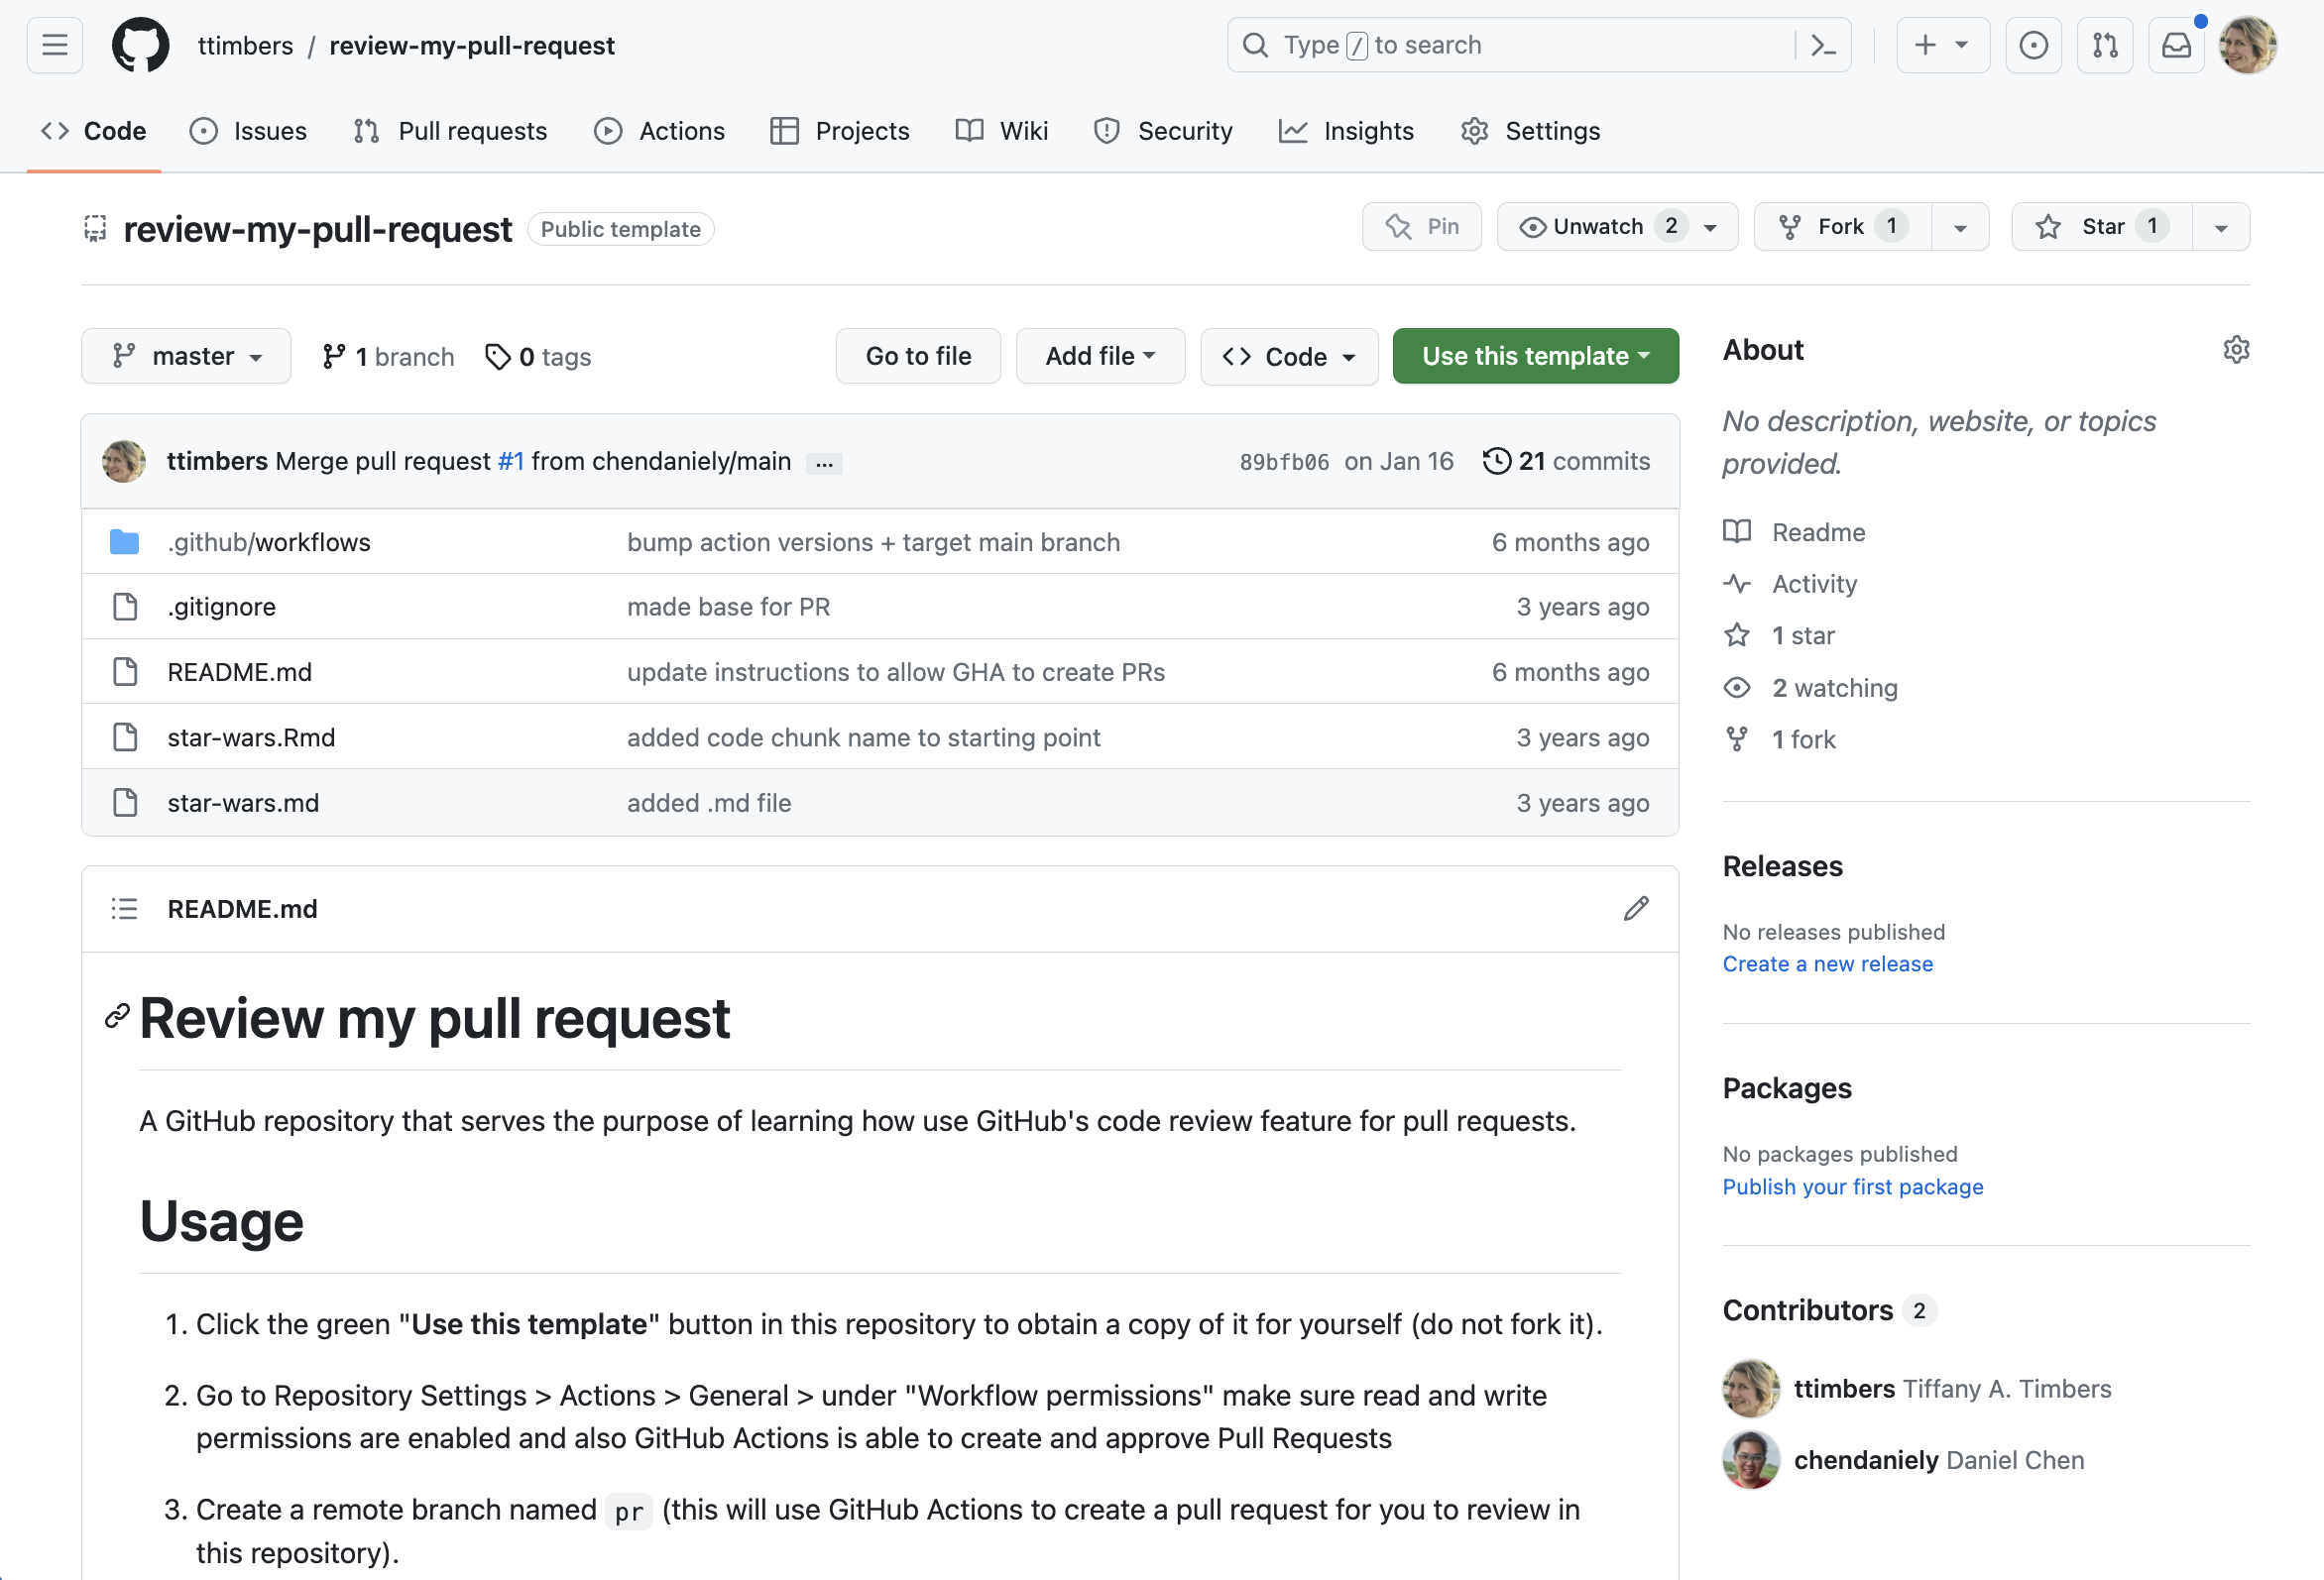 ttimbers / review-my-pull-request
Type / to search
Code Issues Pull requests Actions Projects Wiki Security Insights Settings
review-my-pull-request Public template
Pin Unwatch 2 Fork 1 Star 1
master 1 branch 0 tags
Go to file Add file Code Use this template
ttimbers Merge pull request #1 from chendaniely/main ...
89bfb06 on Jan 16 21 commits
.github/workflows bump action versions + target main branch 6 months ago
.gitignore made base for PR 3 years ago
README.md update instructions to allow GHA to create PRs 6 months ago
star-wars.Rmd added code chunk name to starting point 3 years ago
star-wars.md added .md file 3 years ago
README.md
Review my pull request
A GitHub repository that serves the purpose of learning how use GitHub's code review feature for pull requests.
Usage
1. Click the green "Use this template" button in this repository to obtain a copy of it for yourself (do not fork it).
2. Go to Repository Settings > Actions > General > under "Workflow permissions" make sure read and write
permissions are enabled and also GitHub Actions is able to create and approve Pull Requests
3. Create a remote branch named pr (this will use GitHub Actions to create a pull request for you to review in
this repository).
About
No description, website, or topics
provided.
Readme
Activity
1 star
2 watching
1 fork
Releases
No releases published
Create a new release
Packages
No packages published
Publish your first package
Contributors 2
ttimbers Tiffany A. Timbers
chendaniely Daniel Chen